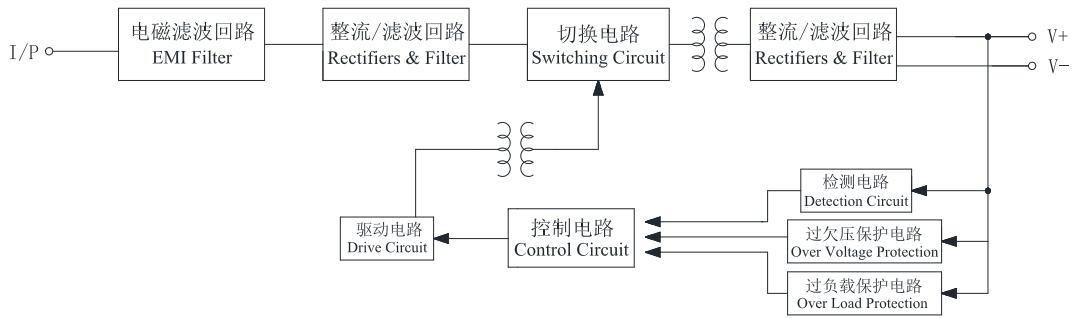 I/P
电磁滤波回路
EMI Filter
整流/滤波回路
Rectifiers & Filter
切换电路
Switching Circuit
整流/滤波回路
Rectifiers & Filter
V+
V-
检测电路
Detection Circuit
驱动电路
Drive Circuit
控制电路
Control Circuit
过欠压保护电路
Over Voltage Protection
过负载保护电路
Over Load Protection